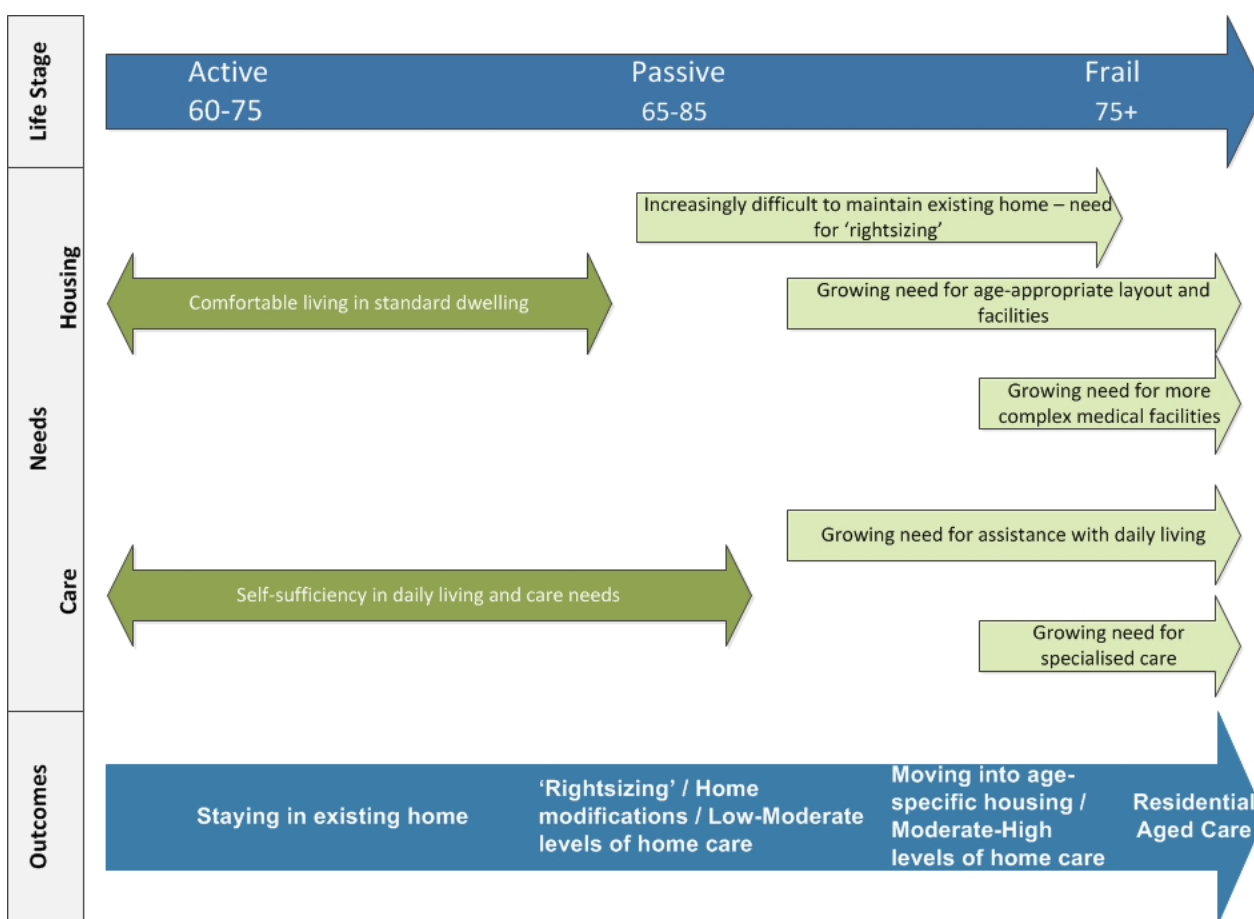 Life Stage
Active
60-75
Passive
65-85
Frail
75+
Needs
Housing
Increasingly difficult to maintain existing home – need
for ‘rightsizing’
Comfortable living in standard dwelling
Growing need for age-appropriate layout and
facilities
Growing need for more
complex medical facilities
Care
Growing need for assistance with daily living
Self-sufficiency in daily living and care needs
Growing need for
specialised care
Outcomes
Staying in existing home
‘Rightsizing’ / Home
modifications / Low-Moderate
levels of home care
Moving into age-
specific housing /
Moderate-High
levels of home care
Residential
Aged Care